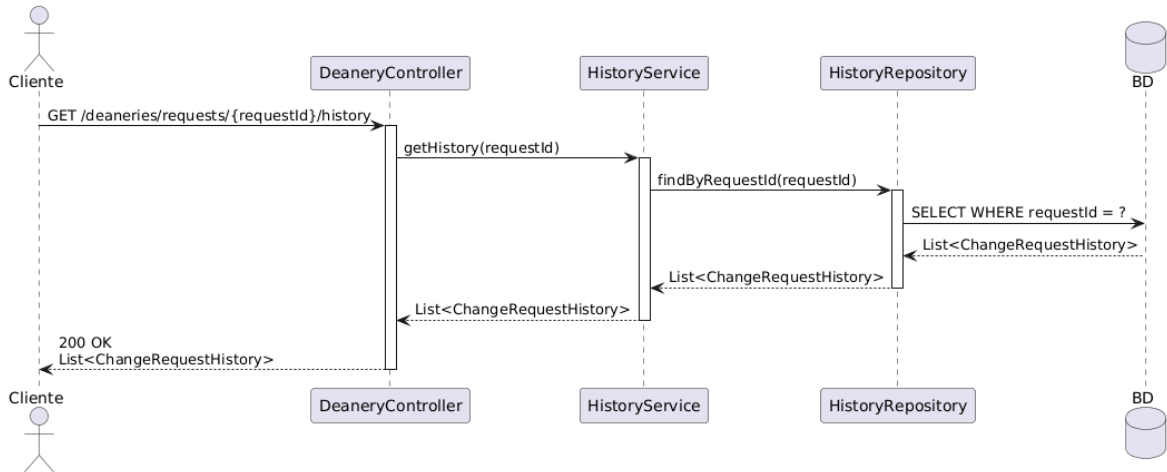 Cliente
DeaneryController
HistoryService
HistoryRepository
BD
GET /deaneries/requests/{requestId}/history
getHistory(requestId)
findByRequestId(requestId)
SELECT WHERE requestId = ?
List<ChangeRequestHistory>
List<ChangeRequestHistory>
List<ChangeRequestHistory>
200 OK
List<ChangeRequestHistory>
Cliente
DeaneryController
HistoryService
HistoryRepository
BD